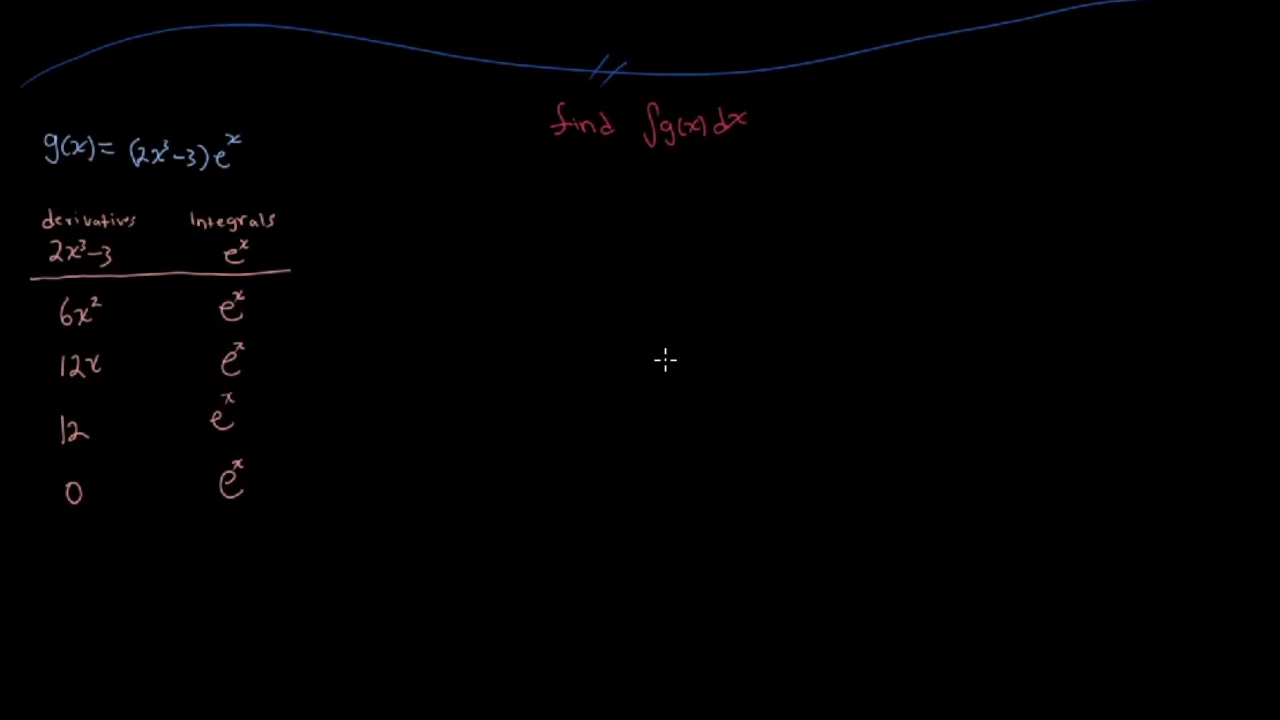 find ∫g(x)dx
g(x)= (2x³-3)eˣ
derivatives Integrals
2x³-3 eˣ
6x² eˣ
12x eˣ
12 eˣ
0 eˣ